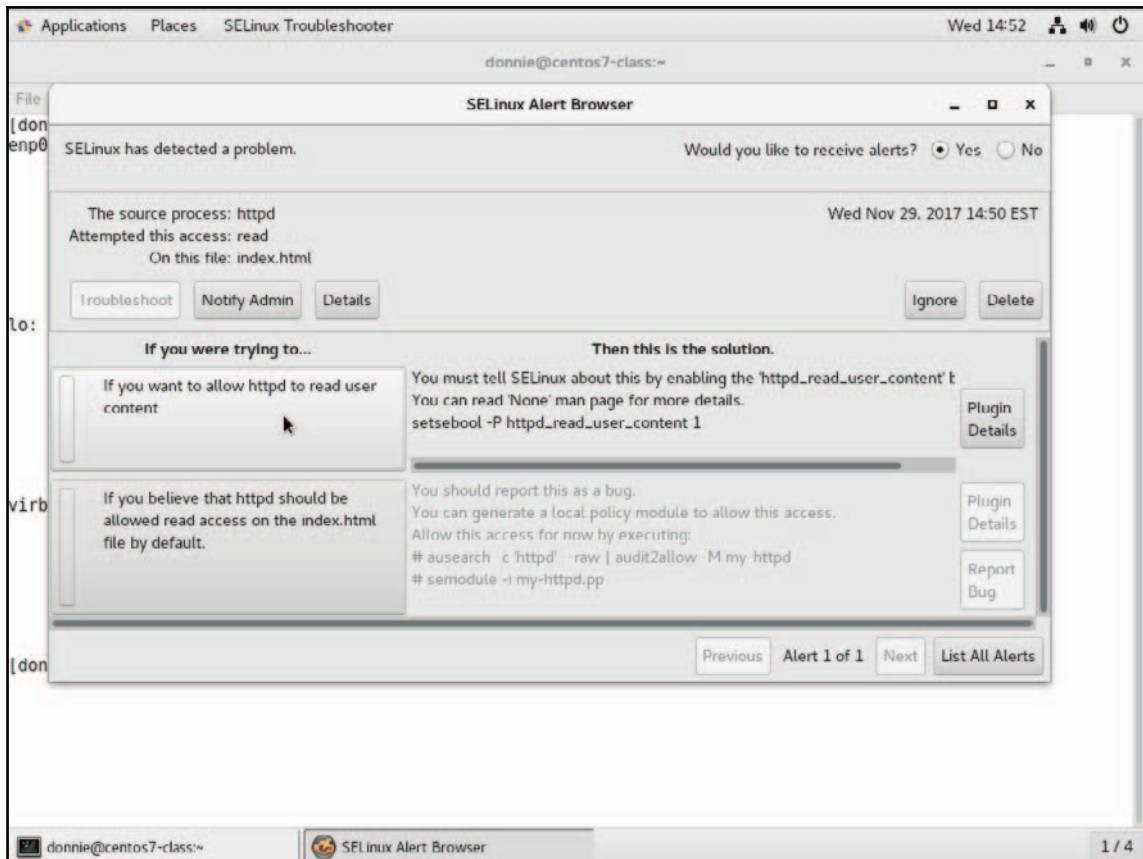 Applications Places SELinux Troubleshooter Wed 14:52
donnie@centos7-class:~
File
SELinux Alert Browser
[don
enp0
SELinux has detected a problem.
Would you like to receive alerts? Yes No
The source process: httpd
Wed Nov 29, 2017 14:50 EST
Attempted this access: read
On this file: index.html
Troubleshoot Notify Admin Details Ignore Delete
lo:
If you were trying to... Then this is the solution.
If you want to allow httpd to read user
content
You must tell SELinux about this by enabling the 'httpd_read_user_content' b
You can read 'None' man page for more details.
setsebool -P httpd_read_user_content 1
Plugin
Details
virb
If you believe that httpd should be
allowed read access on the index.html
file by default.
You should report this as a bug.
You can generate a local policy module to allow this access.
Allow this access for now by executing:
# ausearch -c 'httpd' --raw | audit2allow -M my-httpd
# semodule -i my-httpd.pp
Plugin
Details
Report
Bug
Previous Alert 1 of 1 Next List All Alerts
[don
donnie@centos7-class:~ SELinux Alert Browser 1 / 4